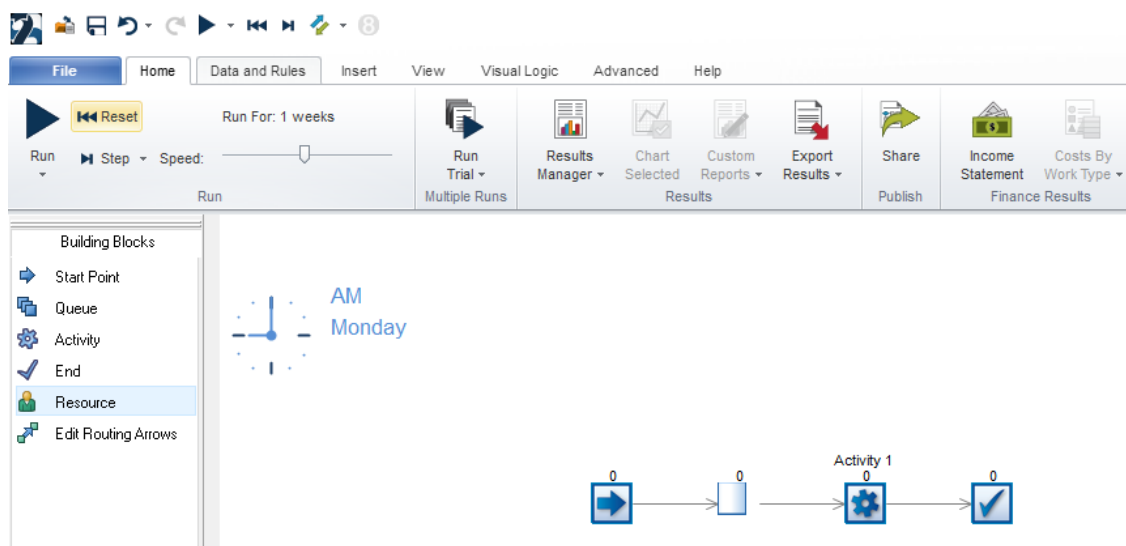 File Home Data and Rules Insert View Visual Logic Advanced Help
Reset Run For: 1 weeks
Run Step Speed:
Run
Run Trial
Multiple Runs
Results Manager
Chart Selected
Custom Reports
Export Results
Results
Share
Publish
Income Statement
Costs By Work Type
Finance Results
Building Blocks
Start Point
Queue
Activity
End
Resource
Edit Routing Arrows
AM
Monday
Activity 1
0 0 0 0